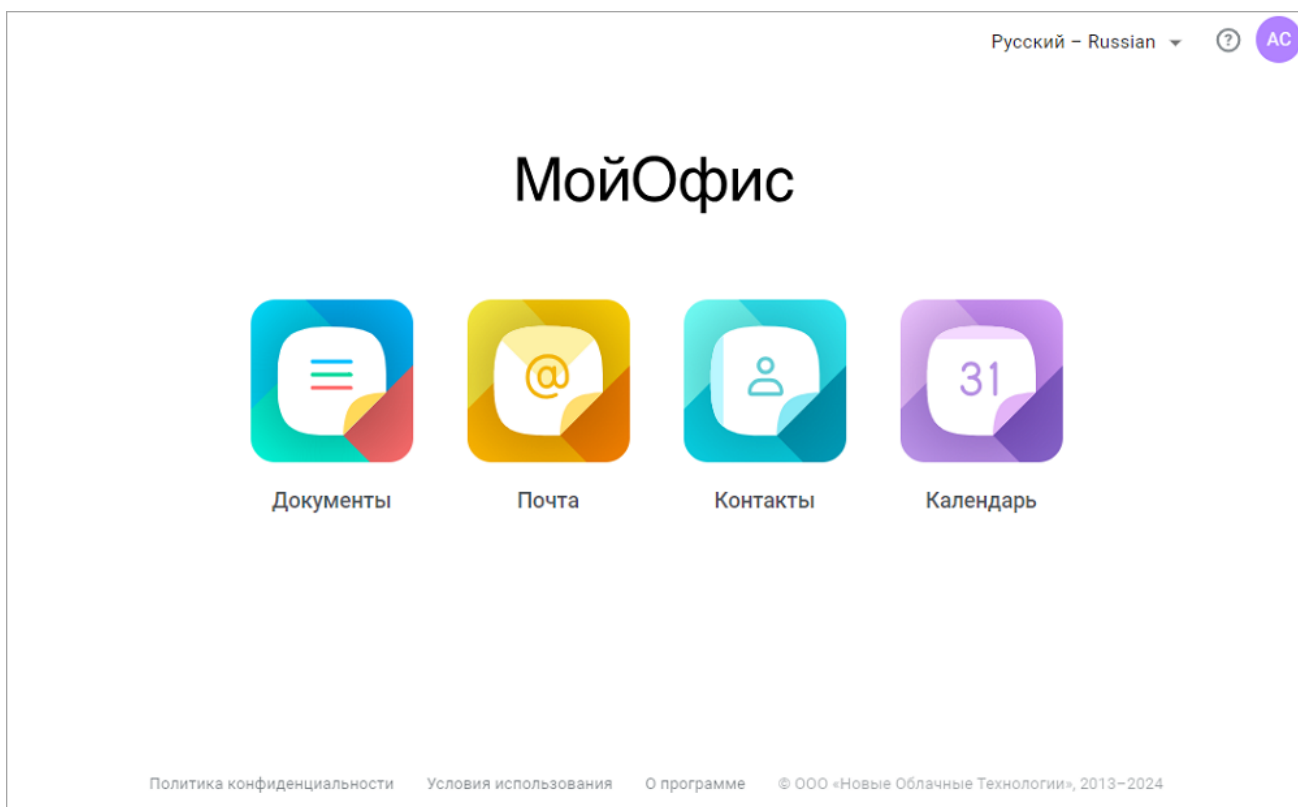 Русский – Russian
?
АС
МойОфис
@
31
Документы
Почта
Контакты
Календарь
Политика конфиденциальности
Условия использования
О программе
© ООО «Новые Облачные Технологии», 2013–2024